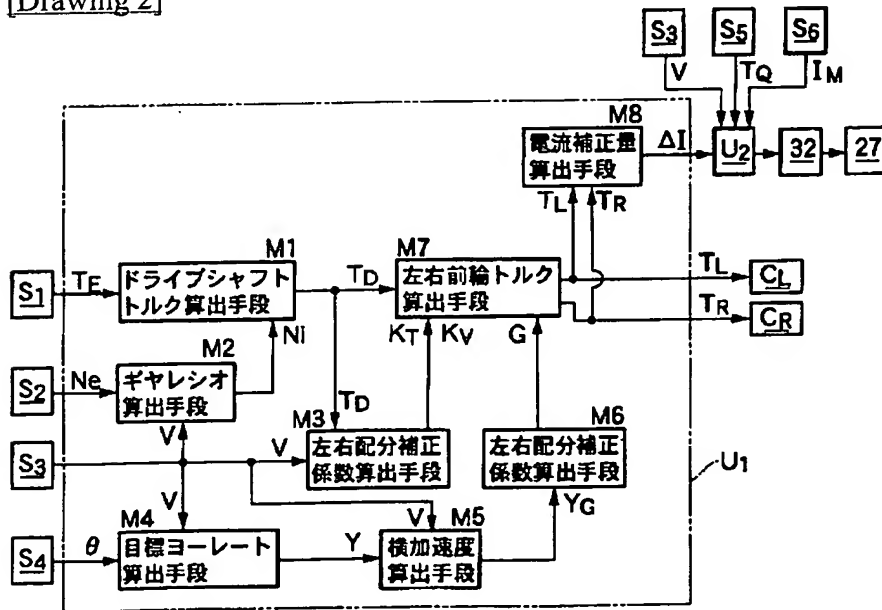 [Drawing 2]
S3 S5 S6
V TQ IM
M8
電流補正量
算出手段
ΔI
U2 32 27
TL TR
M1
ドライブシャフト
トルク算出手段
S1 TE
TD
M7
左右前輪トルク
算出手段
TL CL
TR CR
Ni
KT KV G
M2
ギヤレシオ
算出手段
S2 Ne
V
TD
M3
左右配分補正
係数算出手段
M6
左右配分補正
係数算出手段
S3
V
U1
V
V
YG
M4
目標ヨーレート
算出手段
S4 θ
Y
M5
横加速度
算出手段